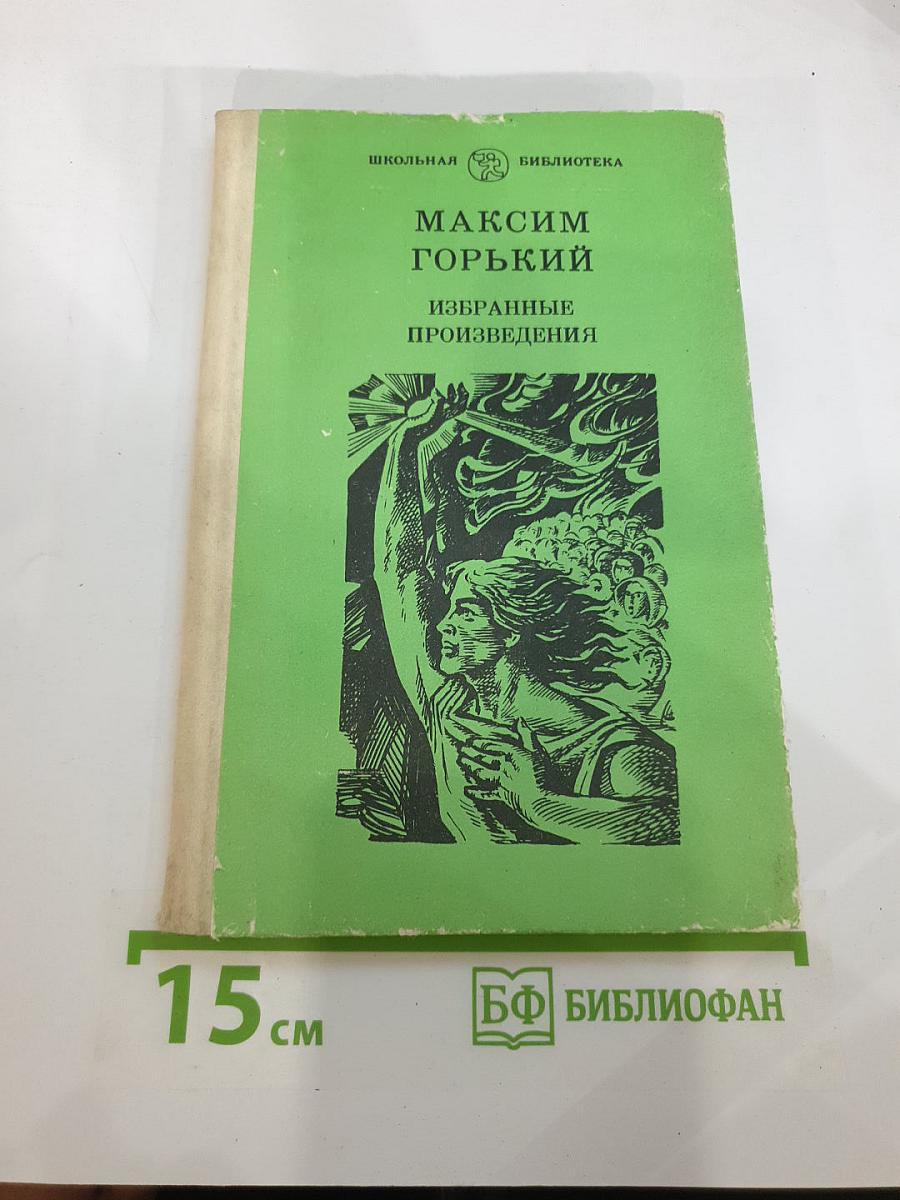 ШКОЛЬНАЯ БИБЛИОТЕКА
МАКСИМ
ГОРЬКИЙ
ИЗБРАННЫЕ
ПРОИЗВЕДЕНИЯ
15 см
БФ БИБЛИОФАН